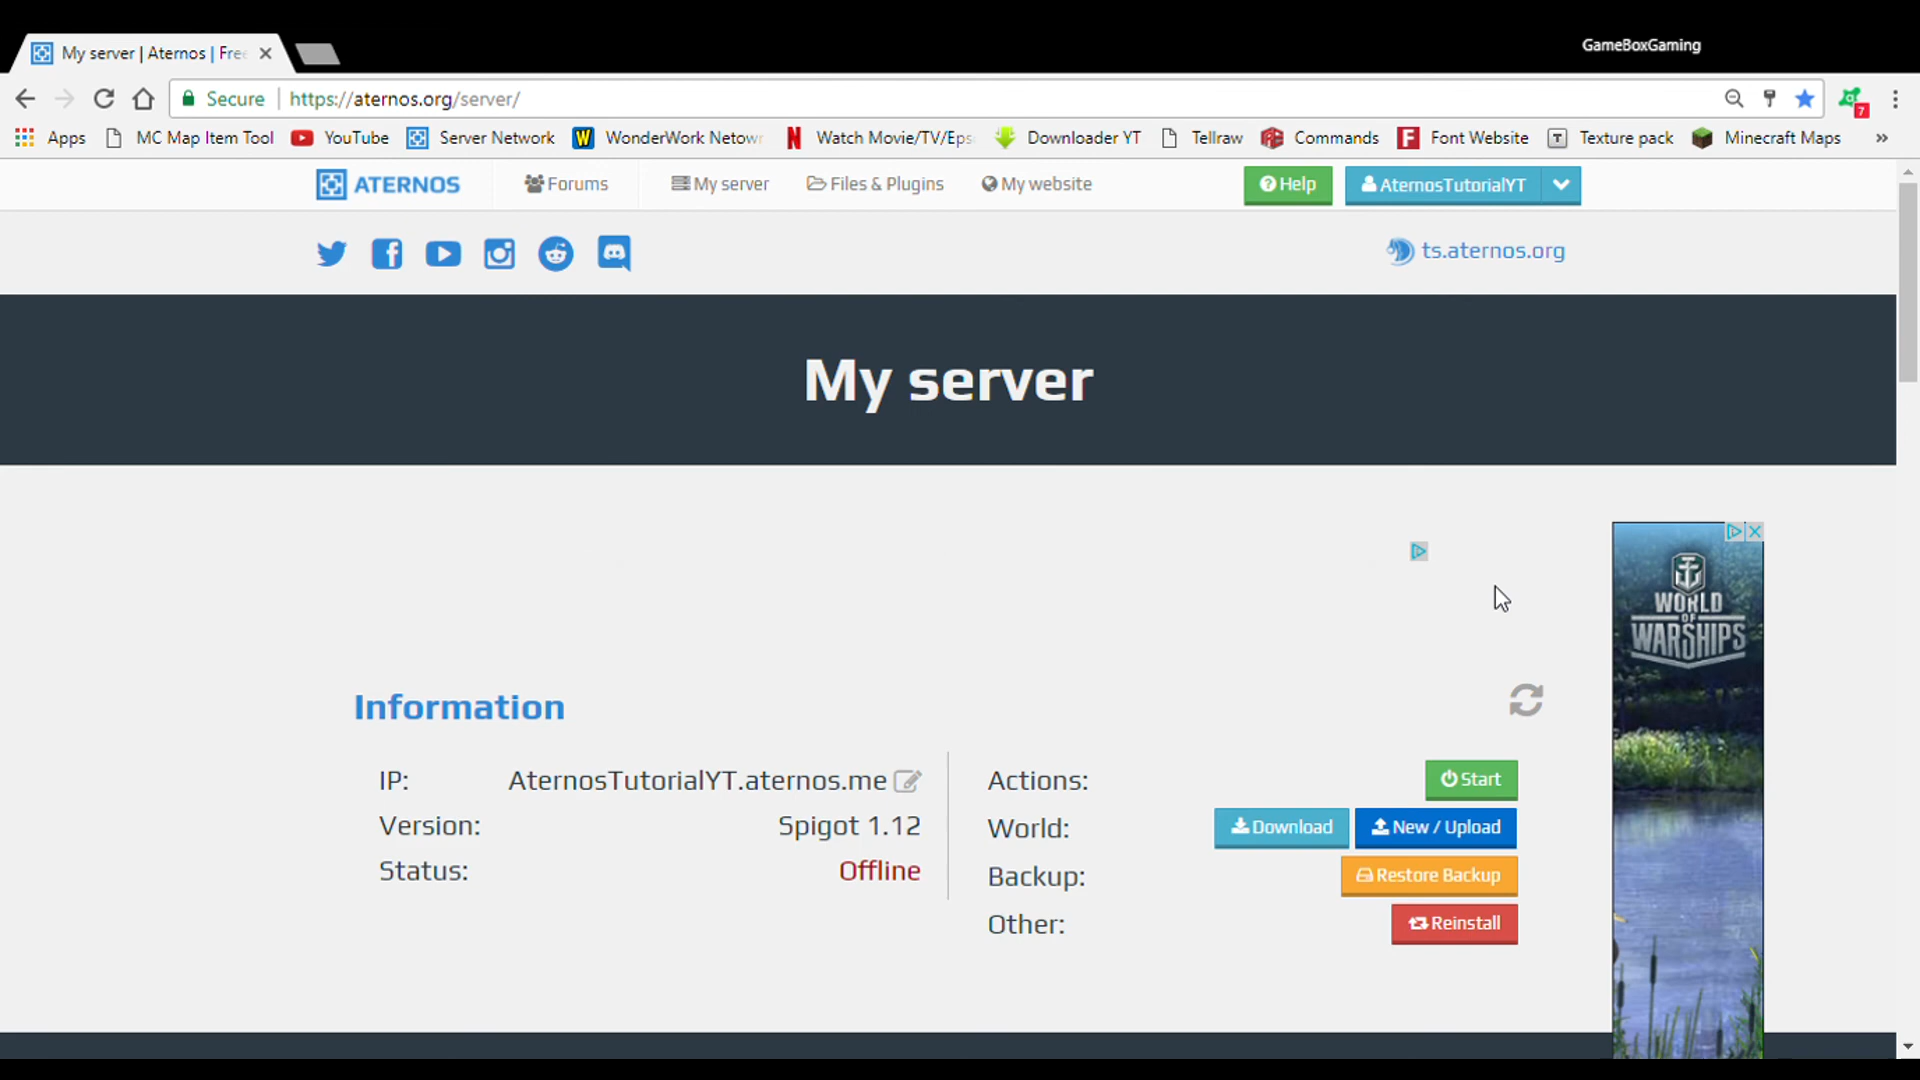 GameBoxGaming
My server | Aternos | Free
Secure https://aternos.org/server/
Apps MC Map Item Tool YouTube Server Network WonderWork Netow Watch Movie/TV/Eps Downloader YT Tellraw Commands Font Website Texture pack Minecraft Maps »
7
ATERNOS Forums My server Files & Plugins My website Help AternosTutorialYT
ts.aternos.org
My server
WORLD
OF
WARSHIPS
Information
IP: AternosTutorialYT.aternos.me Actions: Start
Version: Spigot 1.12 World: Download New / Upload
Status: Offline Backup: Restore Backup
Other: Reinstall